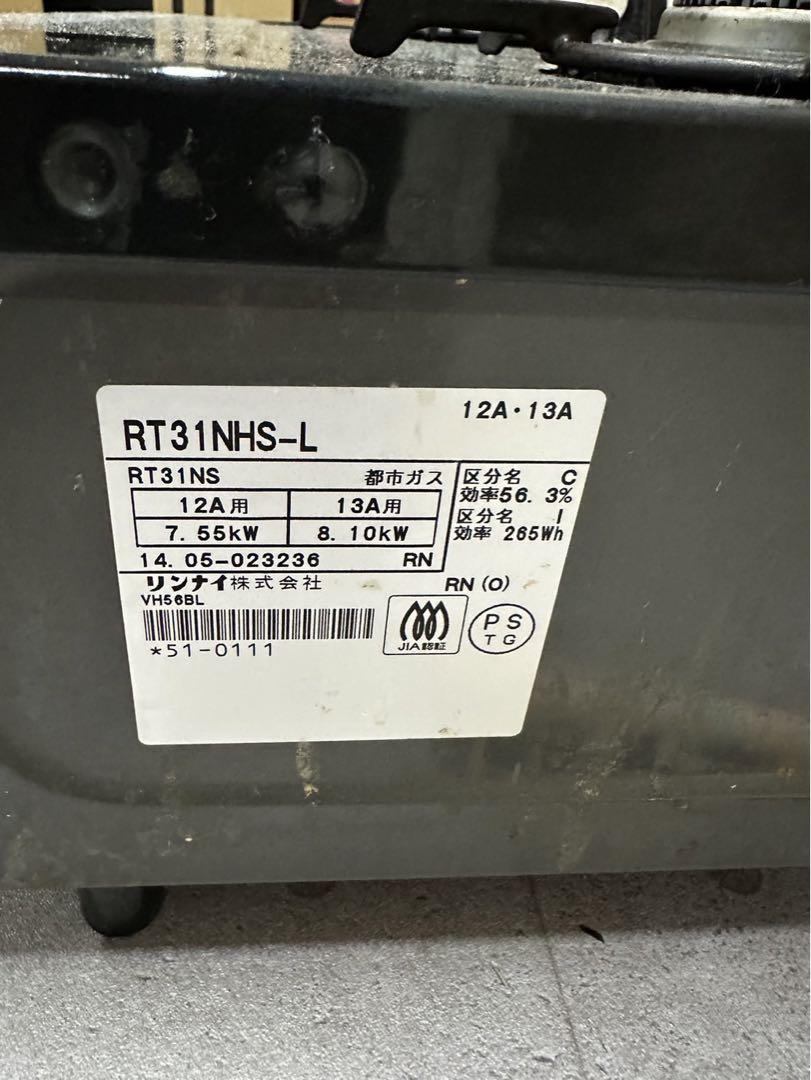 12A・13A
RT31NHS-L
RT31NS 都市ガス
12A用 13A用
7.55kW 8.10kW
14.05-023236 RN
区分名 C
効率56.3%
区分名 I
効率 265Wh
リンナイ株式会社 RN(O)
VH56BL
*51-0111
JIA認証
PS
TG